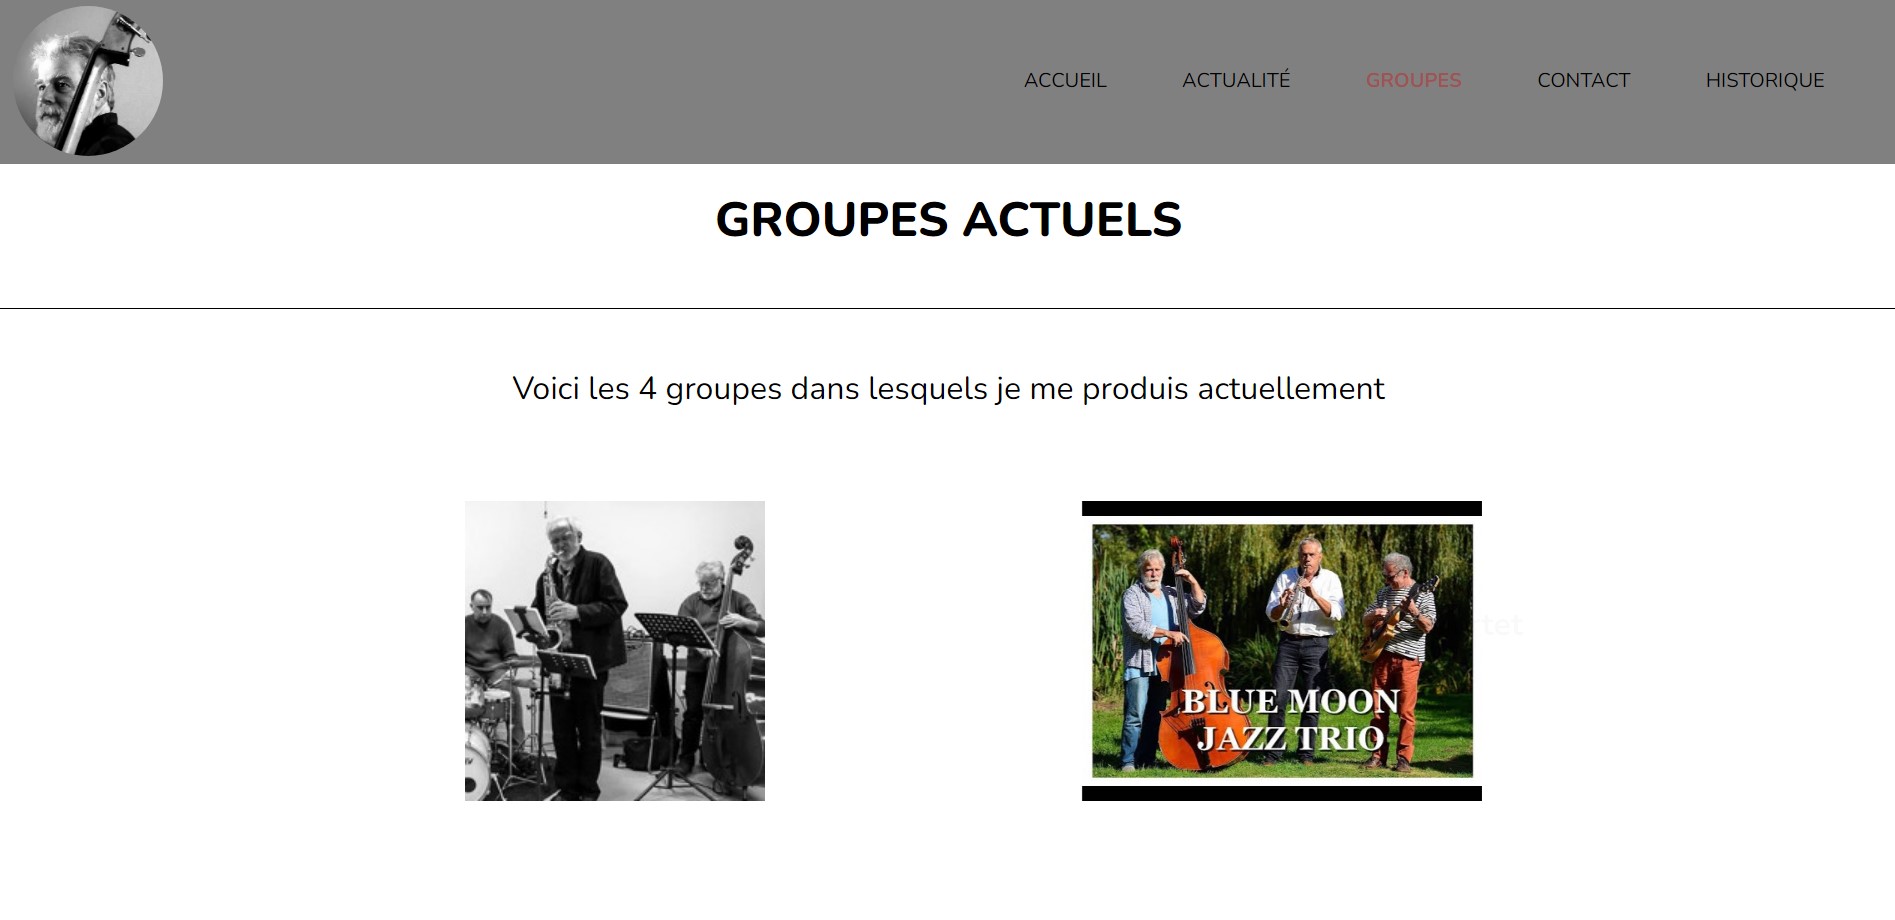 ACCUEIL ACTUALITÉ GROUPES CONTACT HISTORIQUE
GROUPES ACTUELS
Voici les 4 groupes dans lesquels je me produis actuellement
BLUE MOON
JAZZ TRIO